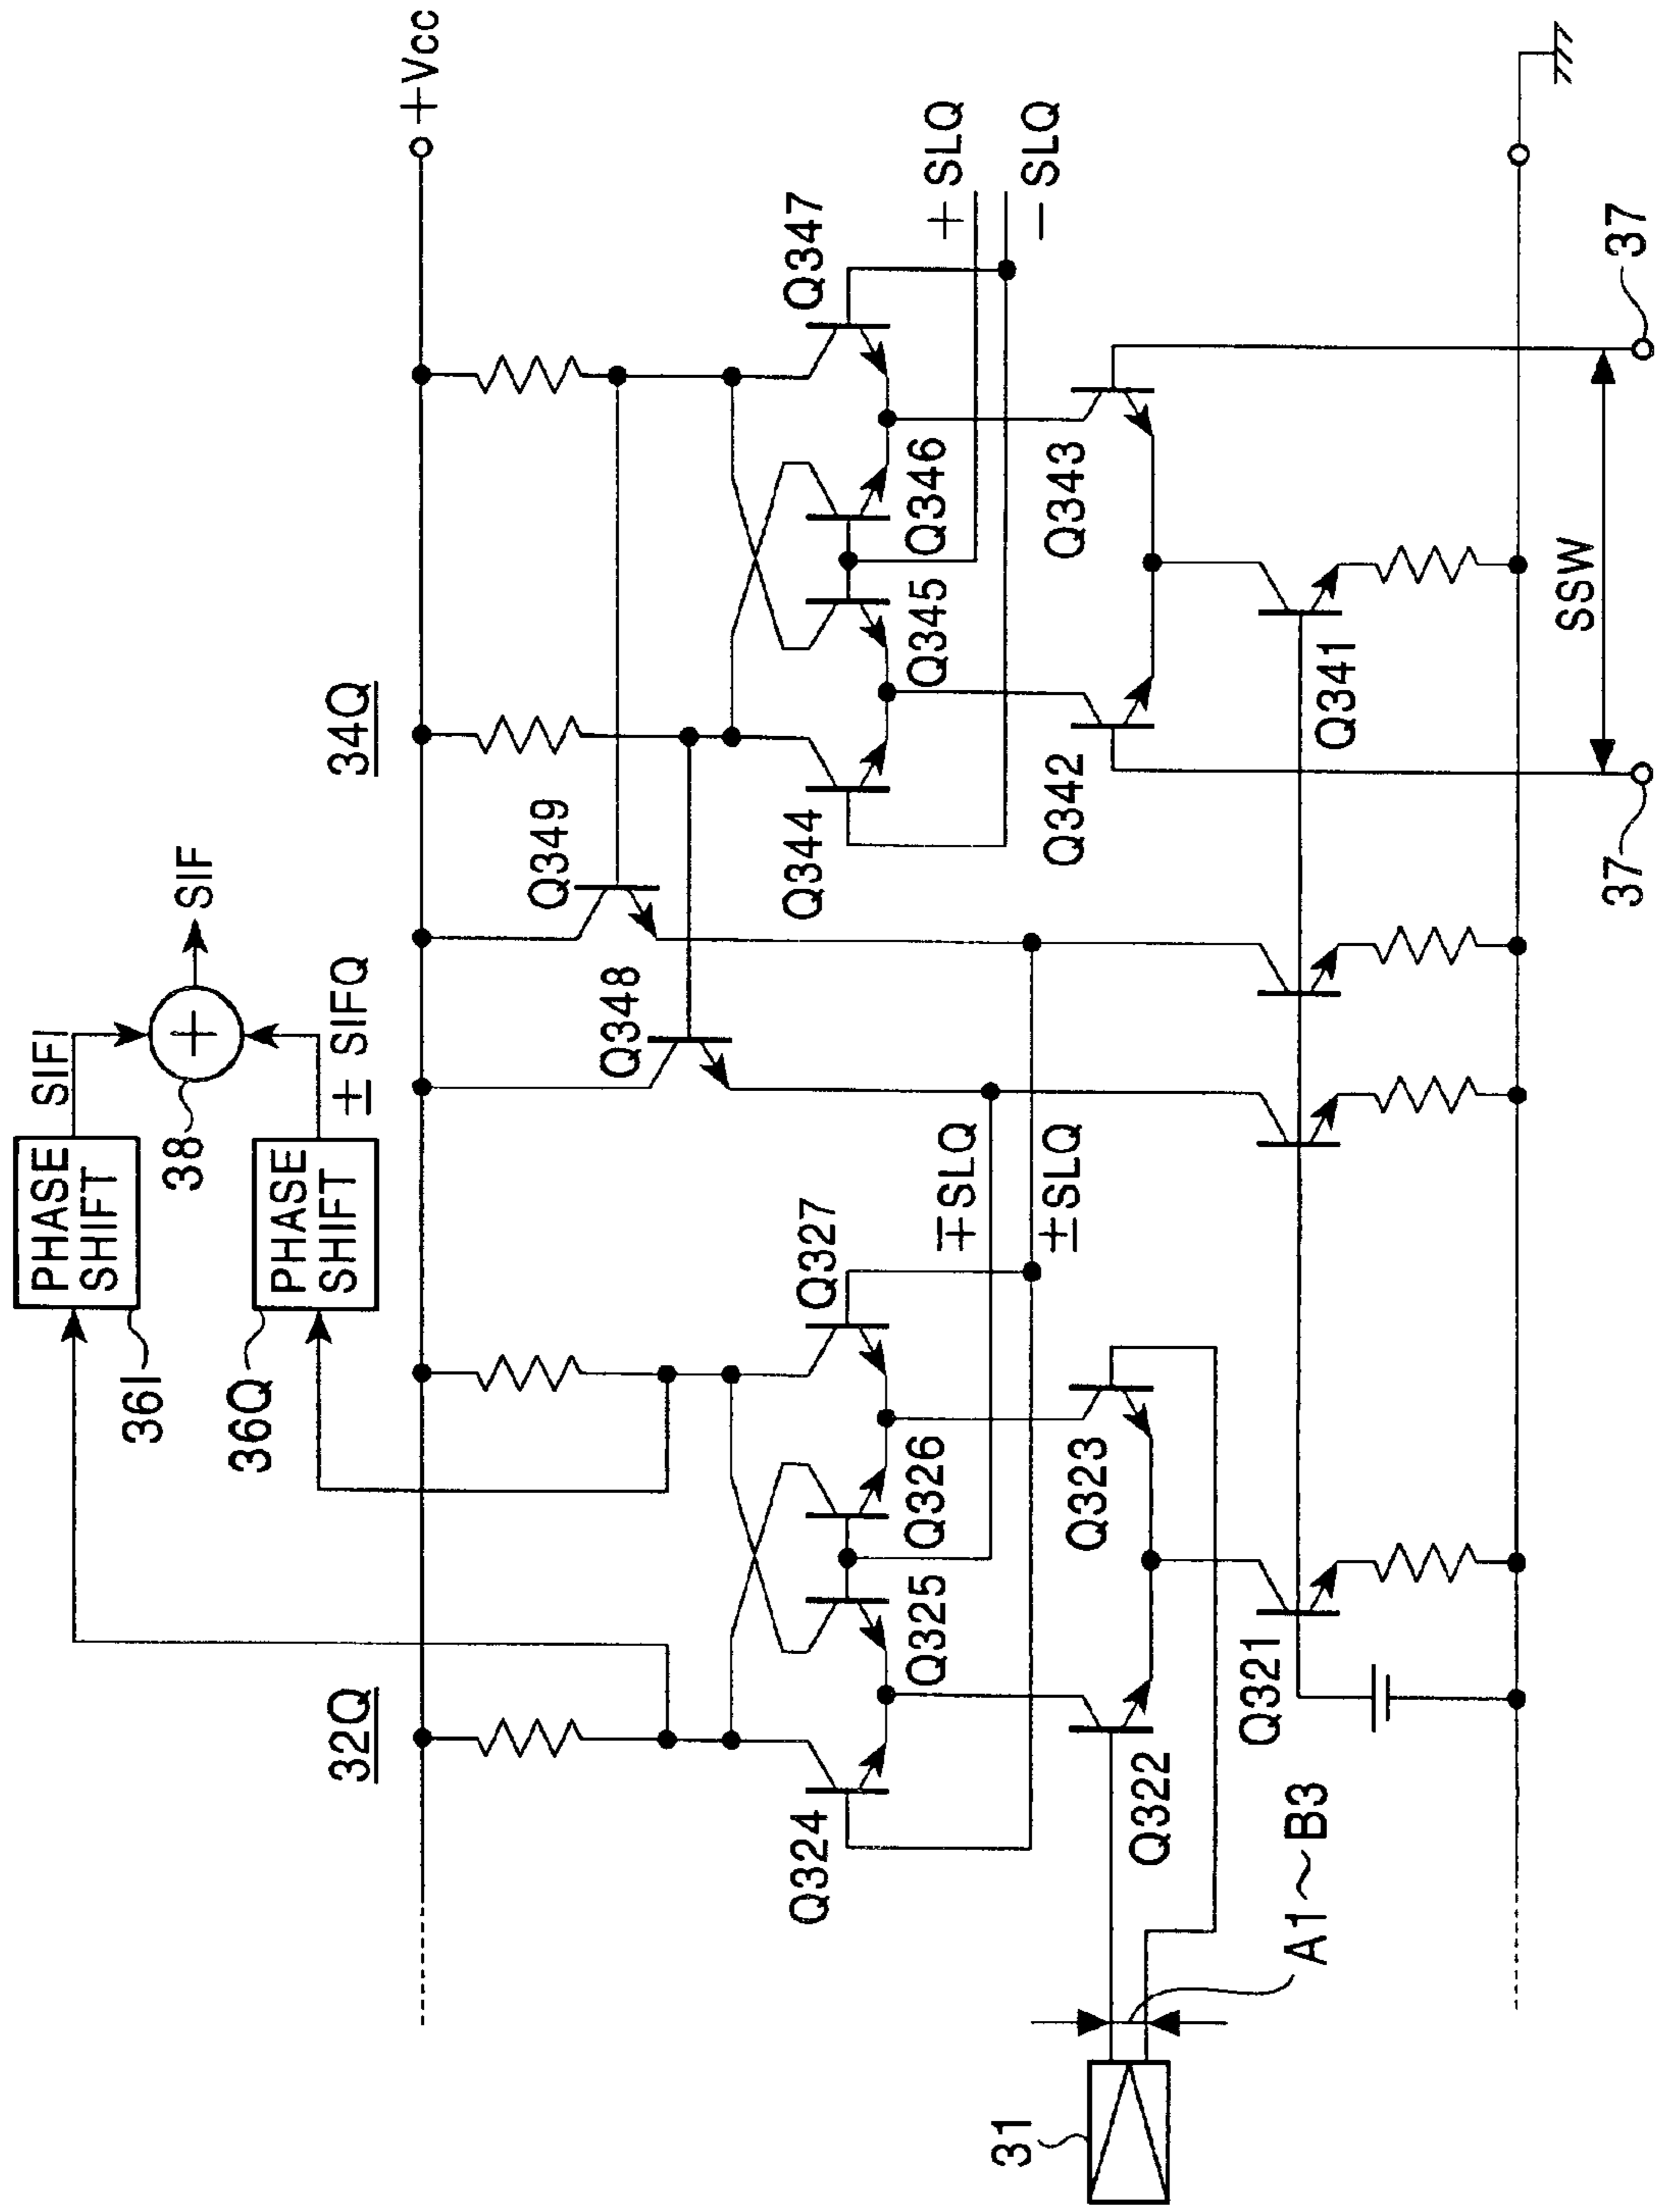 PHASE
SHIFT
SIFI
36I
PHASE
SHIFT
± SIFQ
36Q
38
SIF
+Vcc
32Q
34Q
Q349
Q348
Q324
Q325
Q326
Q327
∓SLQ
±SLQ
Q344
Q345
Q346
Q347
+ SLQ
− SLQ
31
A1～B3
Q322
Q323
Q321
Q342
Q343
Q341
SSW
37
37